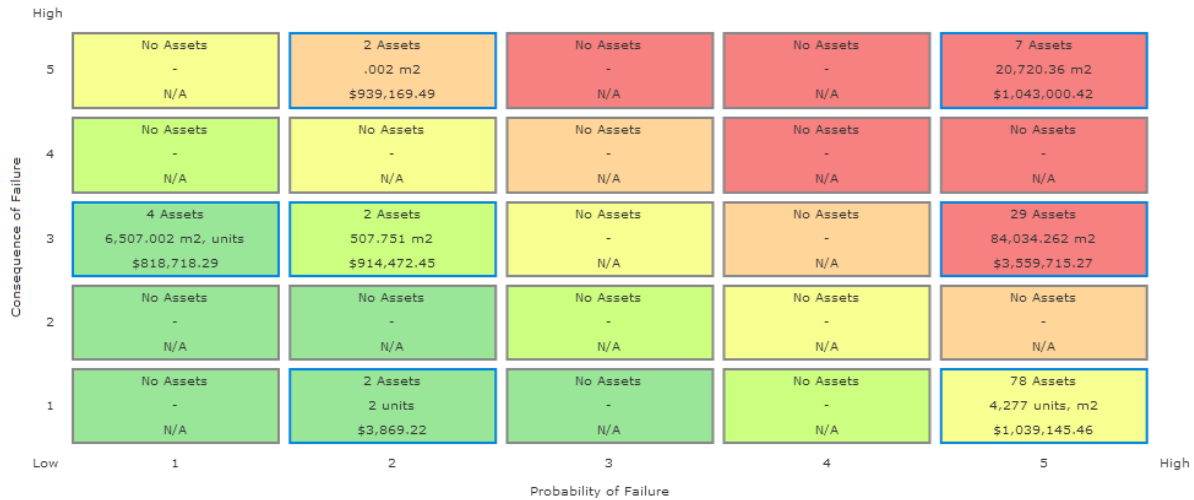 High
No Assets
-
N/A
2 Assets
.002 m2
$939,169.49
No Assets
-
N/A
No Assets
-
N/A
7 Assets
20,720.36 m2
$1,043,000.42
5
No Assets
-
N/A
No Assets
-
N/A
No Assets
-
N/A
No Assets
-
N/A
No Assets
-
N/A
4
Consequence of Failure
4 Assets
6,507.002 m2, units
$818,718.29
2 Assets
507.751 m2
$914,472.45
No Assets
-
N/A
No Assets
-
N/A
29 Assets
84,034.262 m2
$3,559,715.27
3
No Assets
-
N/A
No Assets
-
N/A
No Assets
-
N/A
No Assets
-
N/A
No Assets
-
N/A
2
No Assets
-
N/A
2 Assets
2 units
$3,869.22
No Assets
-
N/A
No Assets
-
N/A
78 Assets
4,277 units, m2
$1,039,145.46
1
Low 1 2 3 4 5 High
Probability of Failure